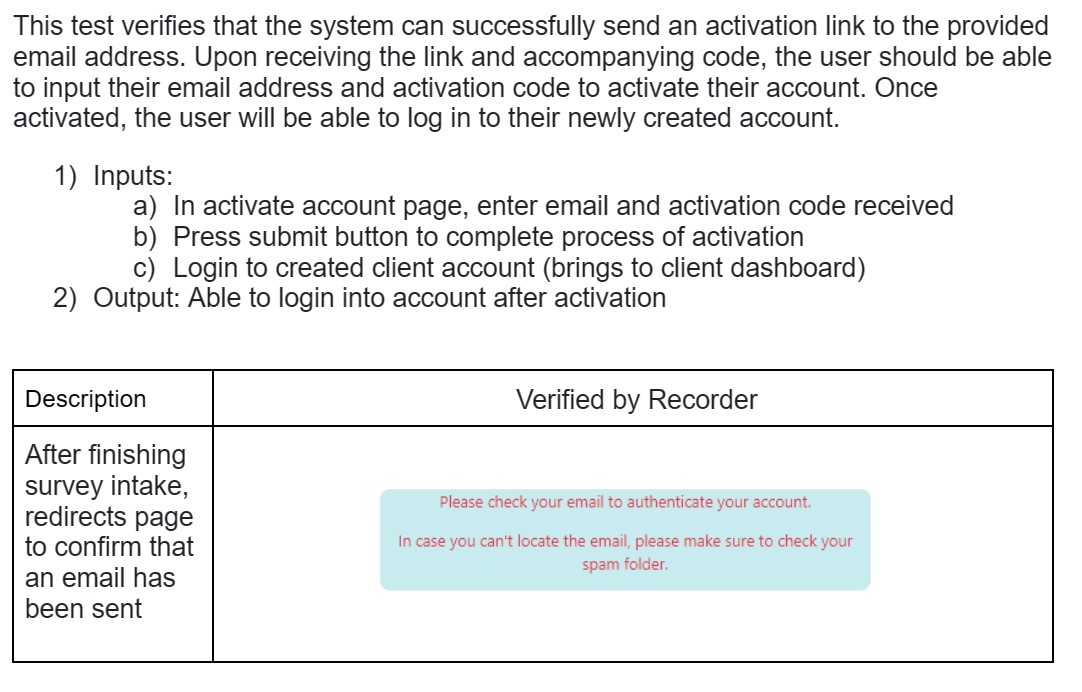 This test verifies that the system can successfully send an activation link to the provided
email address. Upon receiving the link and accompanying code, the user should be able
to input their email address and activation code to activate their account. Once
activated, the user will be able to log in to their newly created account.
1) Inputs:
a) In activate account page, enter email and activation code received
b) Press submit button to complete process of activation
c) Login to created client account (brings to client dashboard)
2) Output: Able to login into account after activation
Description
Verified by Recorder
After finishing
survey intake,
redirects page
to confirm that
an email has
been sent
Please check your email to authenticate your account.
In case you can't locate the email, please make sure to check your
spam folder.